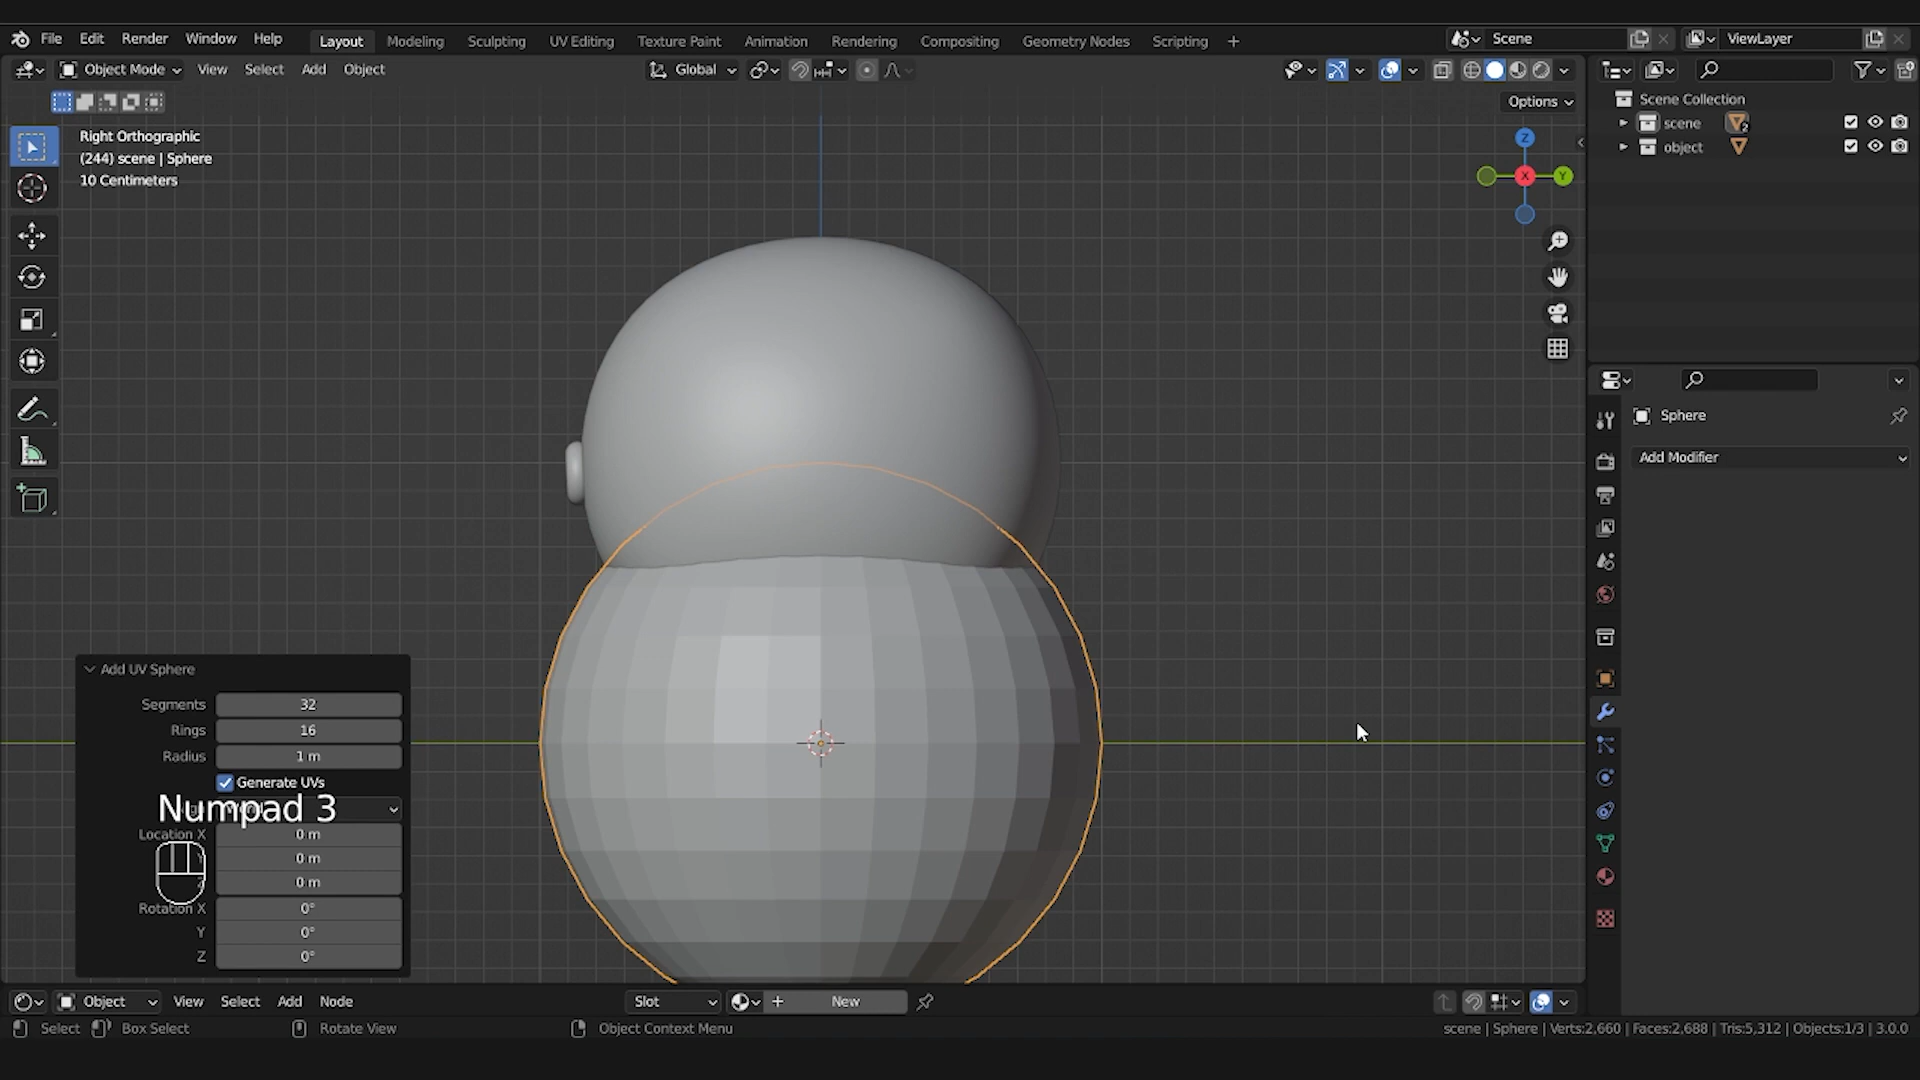 File Edit Render Window Help Layout Modeling Sculpting UV Editing Texture Paint Animation Rendering Compositing Geometry Nodes Scripting + Scene ViewLayer
Object Mode View Select Add Object Global
Options
Scene Collection
scene 2
object
Right Orthographic
(244) scene | Sphere
10 Centimeters
Z
X Y
Sphere
Add Modifier
Add UV Sphere
Segments 32
Rings 16
Radius 1 m
Generate UVs
Numpad 3
Location X 0 m
0 m
0 m
Rotation X 0°
Y 0°
Z 0°
Object View Select Add Node Slot New
Select Box Select Rotate View Object Context Menu scene | Sphere | Verts:2,660 | Faces:2,688 | Tris:5,312 | Objects:1/3 | 3.0.0